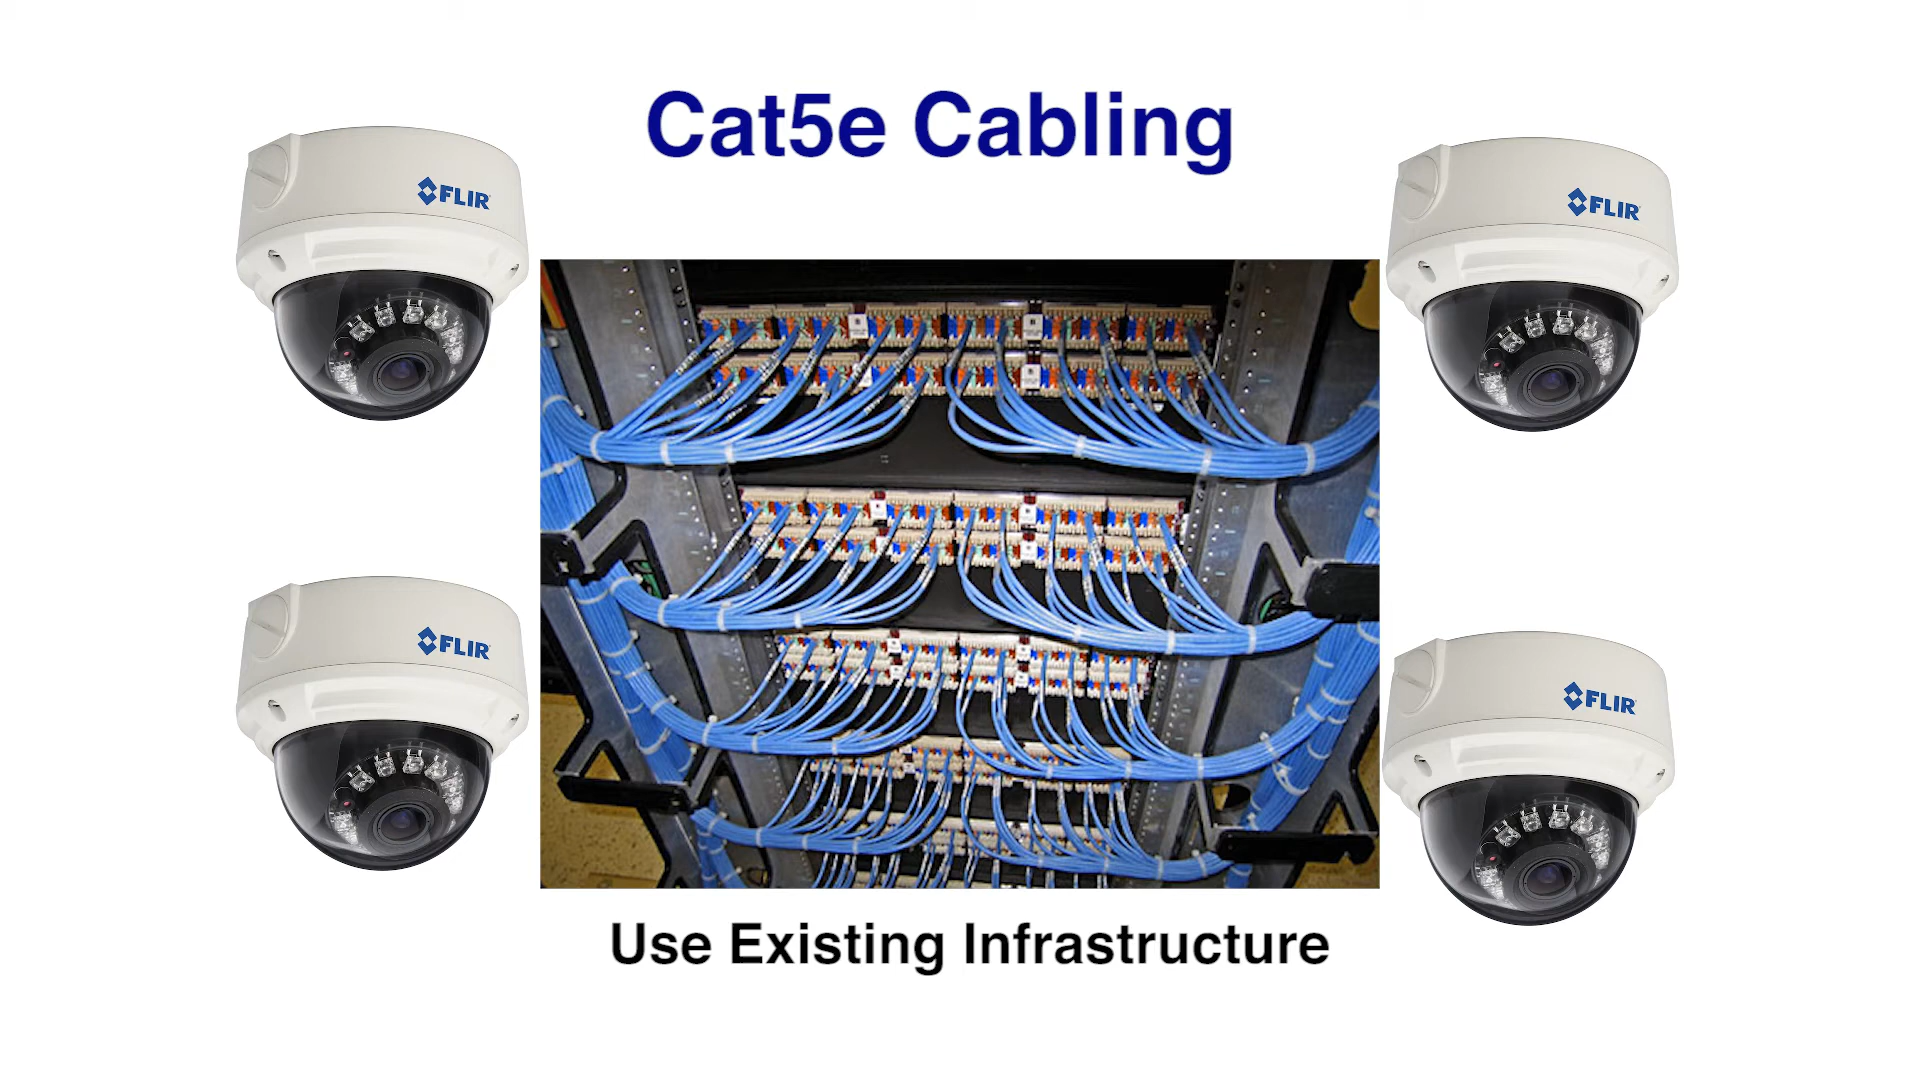 Cat5e Cabling
FLIR
FLIR
FLIR
FLIR
Use Existing Infrastructure